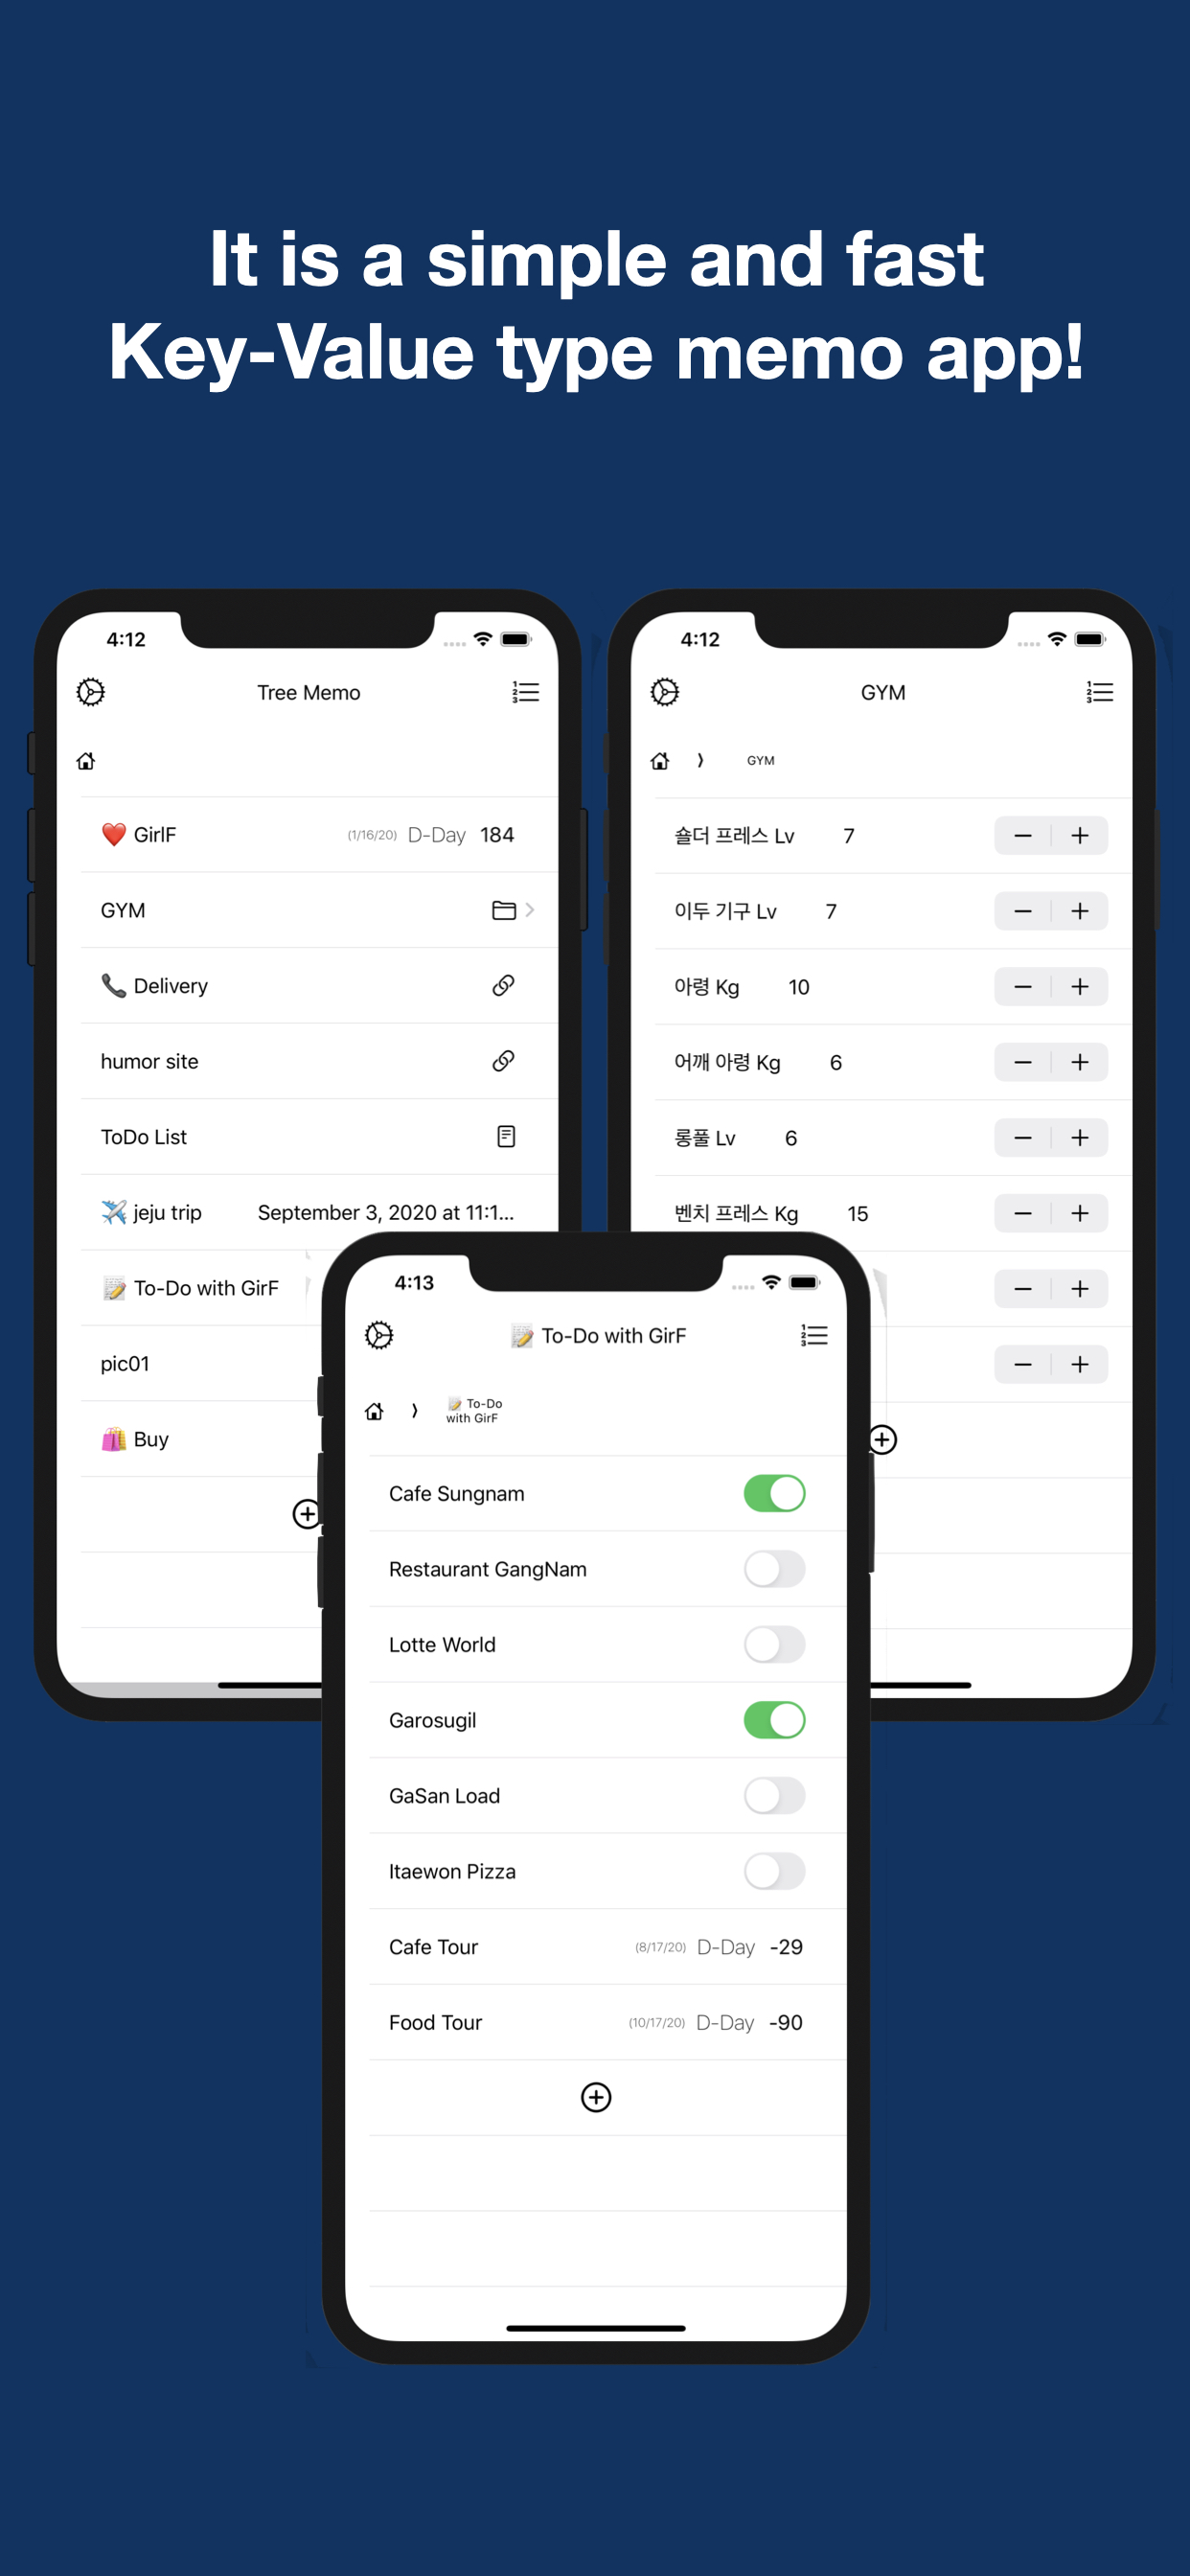 It is a simple and fast
Key-Value type memo app!
4:12
Tree Memo
❤️ GirlF (1/16/20) D-Day 184
GYM
📞 Delivery
humor site
ToDo List
✈️ jeju trip September 3, 2020 at 11:1...
📝 To-Do with GirF
pic01
🛍️ Buy
4:12
GYM
GYM
숄더 프레스 Lv 7
이두 기구 Lv 7
아령 Kg 10
어깨 아령 Kg 6
롱풀 Lv 6
벤치 프레스 Kg 15
4:13
📝 To-Do with GirF
📝 To-Do
with GirF
Cafe Sungnam
Restaurant GangNam
Lotte World
Garosugil
GaSan Load
Itaewon Pizza
Cafe Tour (8/17/20) D-Day -29
Food Tour (10/17/20) D-Day -90